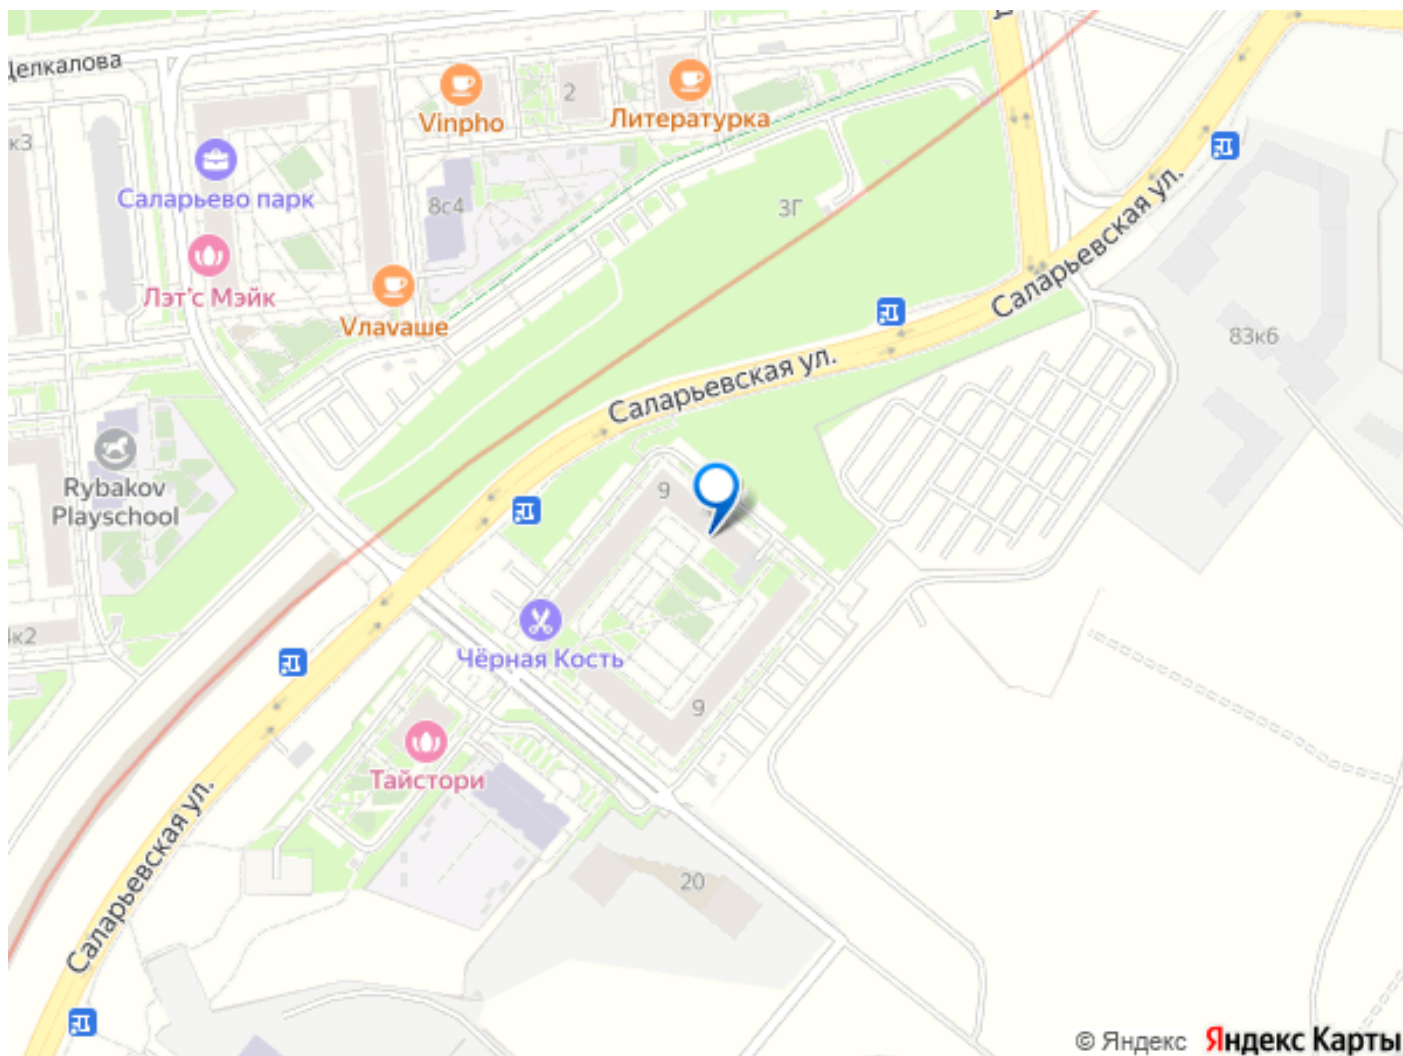 Vinpho
2
Литературка
к3
Саларьево парк
8с4
3Г
Саларьевская ул.
Лэт'с Мэйк
Vлаvаше
83к6
Саларьевская ул.
Rybakov
Playschool
9
к2
Чёрная Кость
9
Тайстори
Саларьевская ул.
20
© Яндекс Яндекс Карты